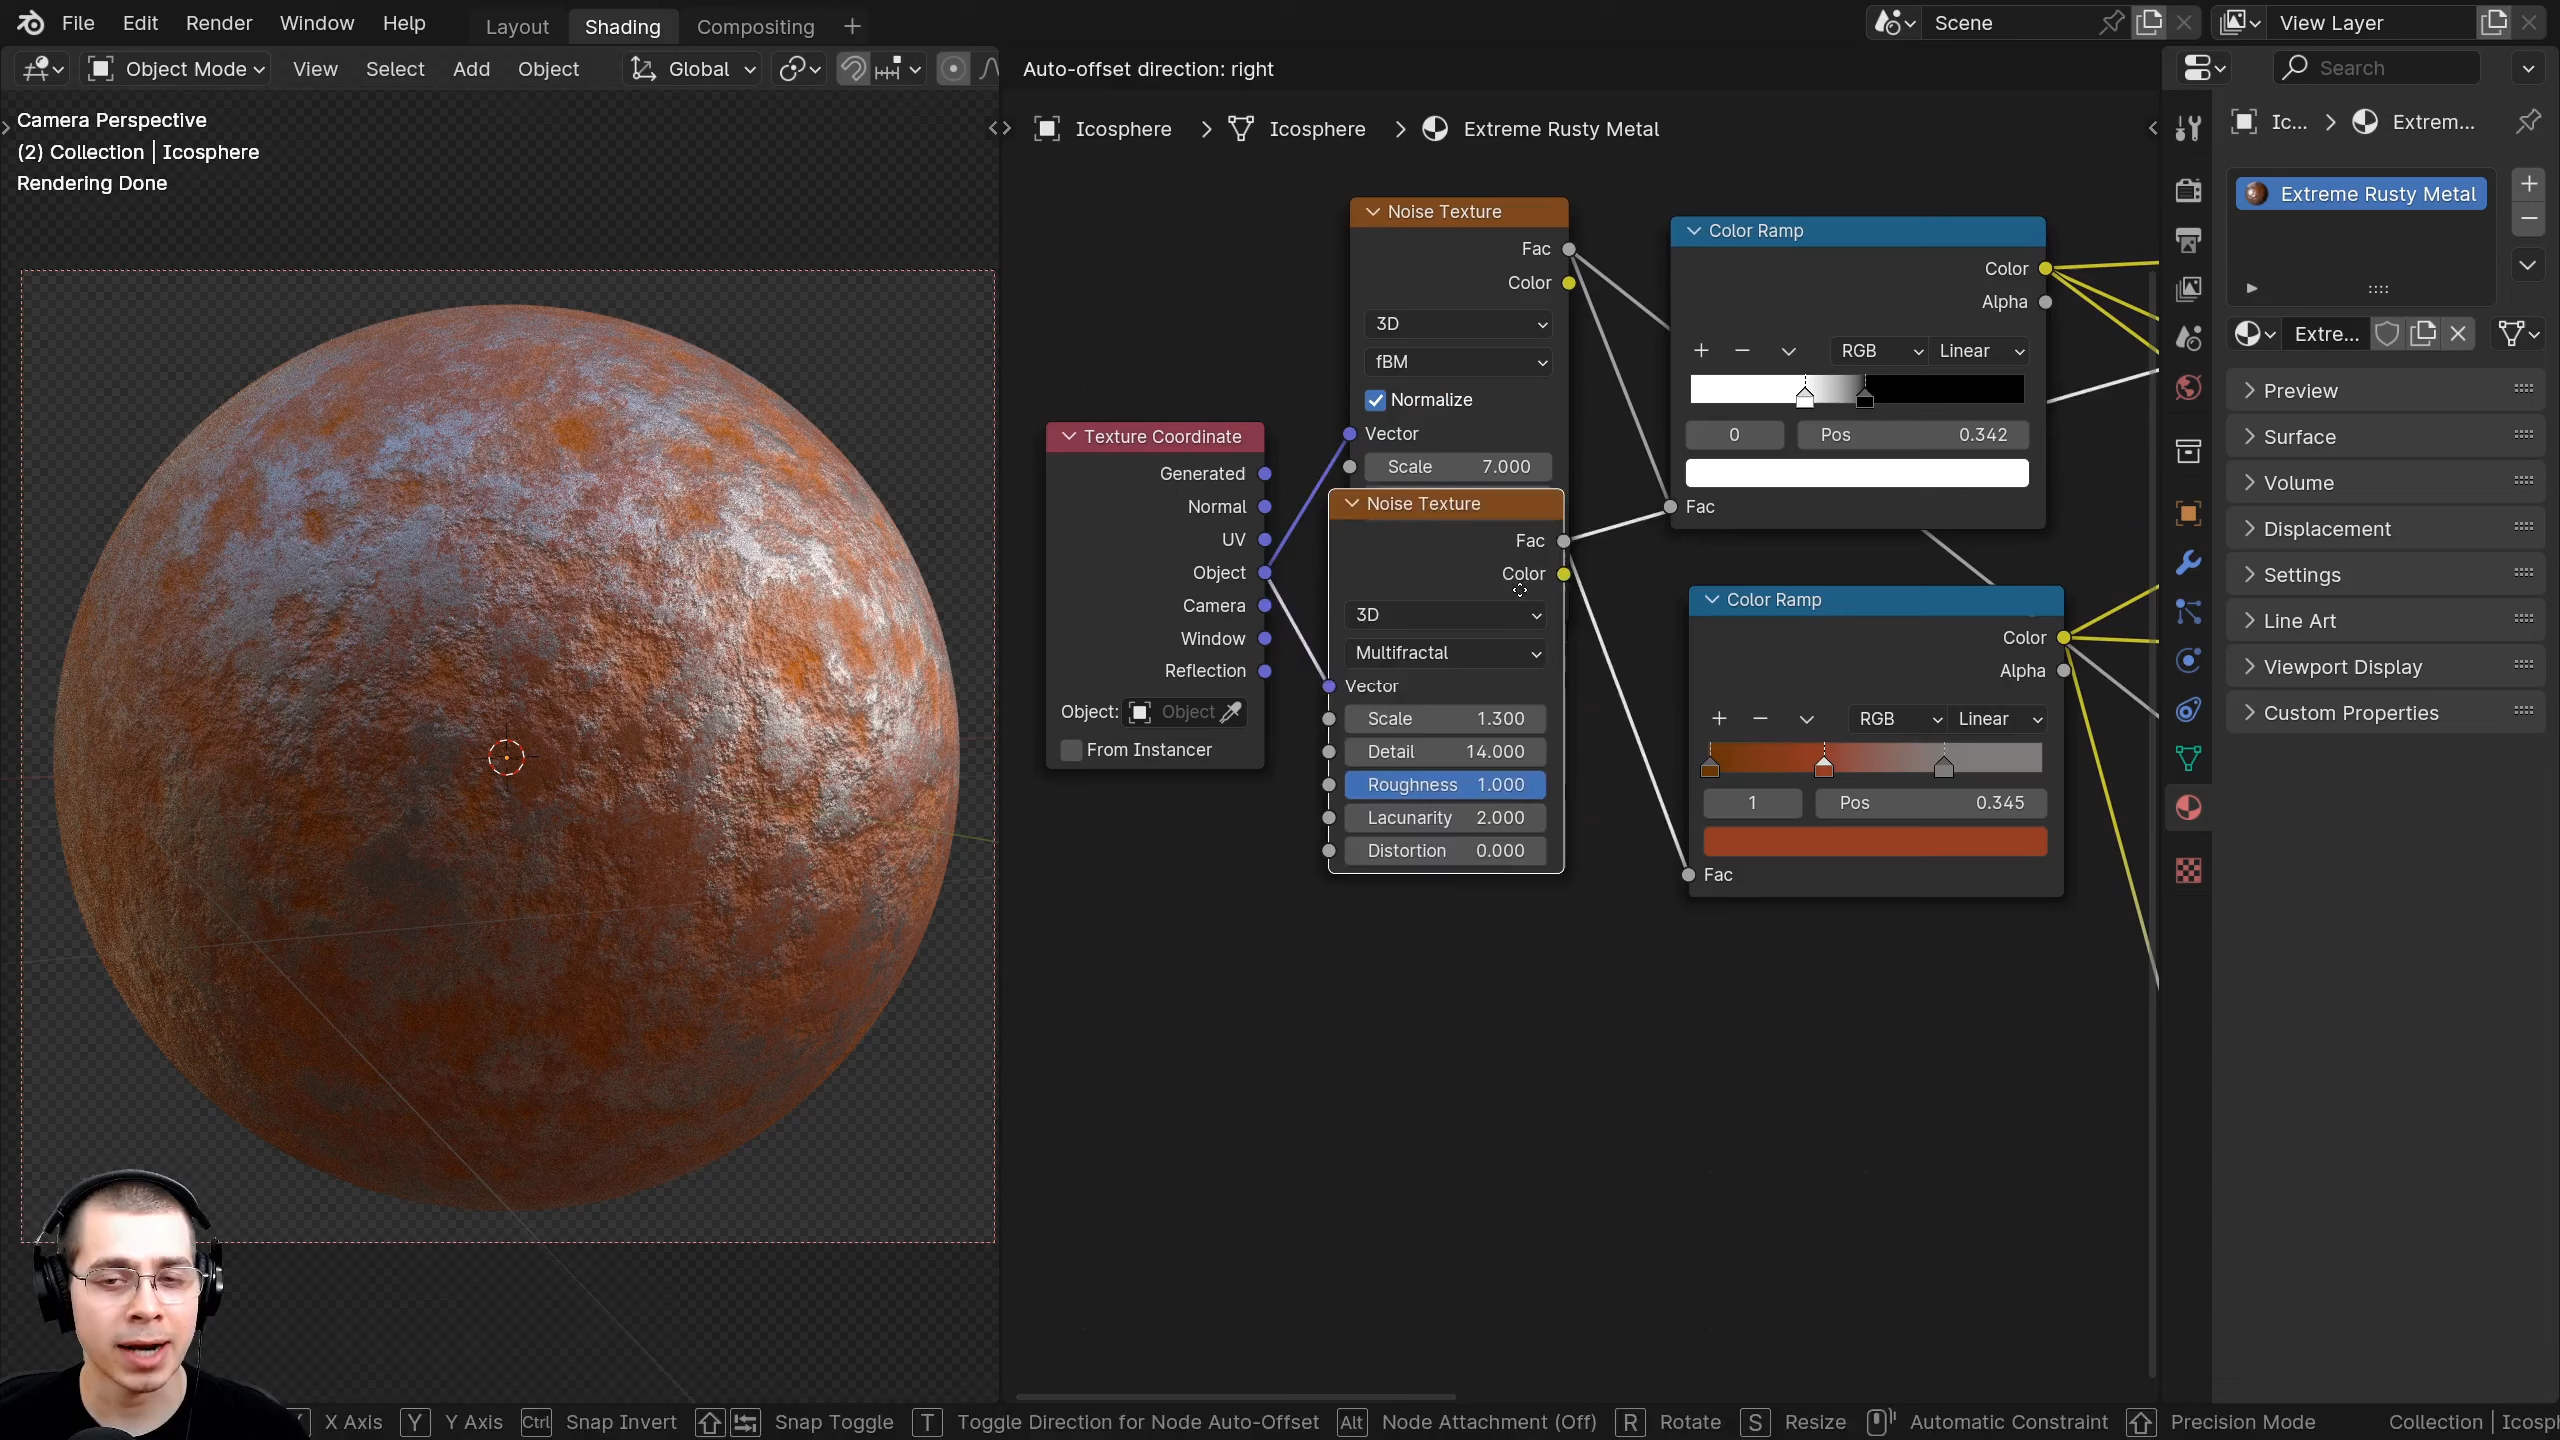 File Edit Render Window Help Layout Shading Compositing Scene View Layer
Object Mode View Select Add Object Global
Auto-offset direction: right
Search
Camera Perspective
(2) Collection | Icosphere
Rendering Done
Icosphere > Icosphere > Extreme Rusty Metal
Ic... > Extrem...
Extreme Rusty Metal
Extre...
Preview
Surface
Volume
Displacement
Settings
Line Art
Viewport Display
Custom Properties
Texture Coordinate
Generated
Normal
UV
Object
Camera
Window
Reflection
Object: Object
From Instancer
Noise Texture
Fac
Color
3D
fBM
Normalize
Vector
Scale 7.000
Noise Texture
Fac
Color
3D
Multifractal
Vector
Scale 1.300
Detail 14.000
Roughness 1.000
Lacunarity 2.000
Distortion 0.000
Color Ramp
Color
Alpha
RGB Linear
0 Pos 0.342
Fac
Color Ramp
Color
Alpha
RGB Linear
1 Pos 0.345
Fac
X Axis Y Y Axis Ctrl Snap Invert Snap Toggle T Toggle Direction for Node Auto-Offset Alt Node Attachment (Off) R Rotate S Resize Automatic Constraint Precision Mode Collection | Icosp